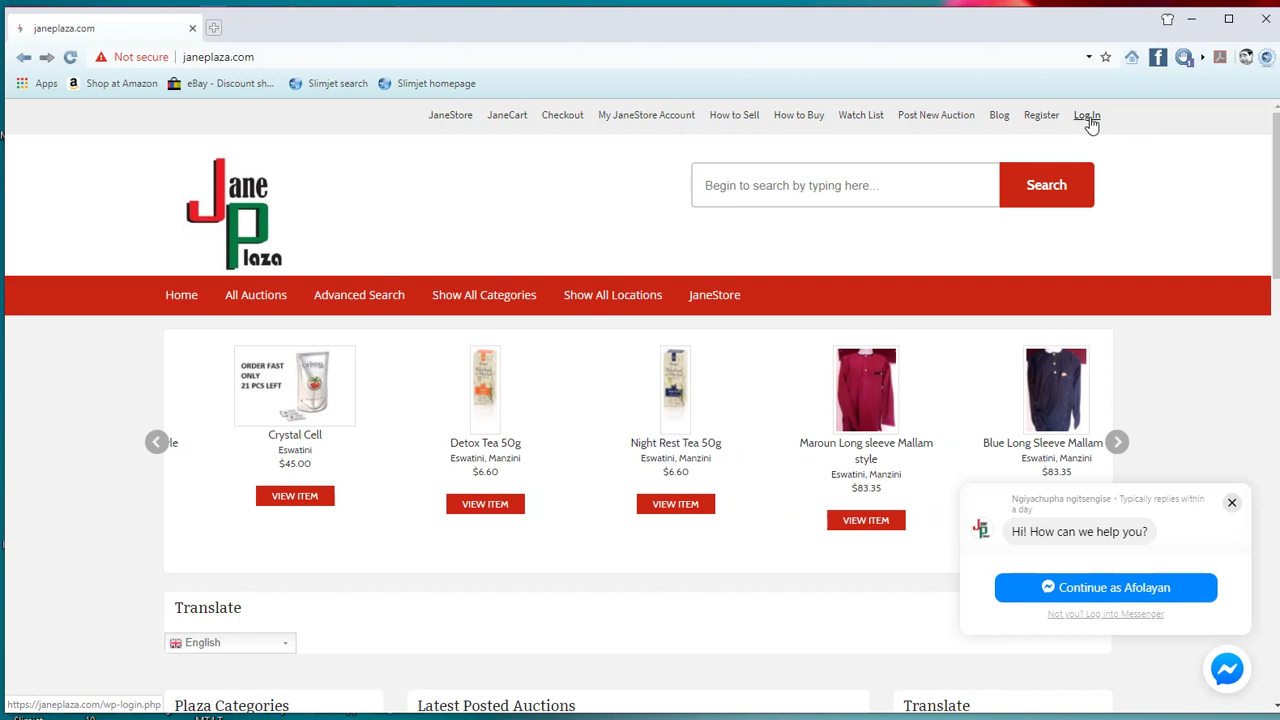 janeplaza.com
Not secure janeplaza.com
Apps Shop at Amazon eBay - Discount sh... Slimjet search Slimjet homepage
JaneStore JaneCart Checkout My JaneStore Account How to Sell How to Buy Watch List Post New Auction Blog Register Log In
Jane Plaza
Begin to search by typing here... Search
Home All Auctions Advanced Search Show All Categories Show All Locations JaneStore
ORDER FAST
ONLY
21 PCS LEFT
yle
Crystal Cell
Eswatini
$45.00
VIEW ITEM
Detox Tea 50g
Eswatini, Manzini
$6.60
VIEW ITEM
Night Rest Tea 50g
Eswatini, Manzini
$6.60
VIEW ITEM
Maroun Long sleeve Mallam
style
Eswatini, Manzini
$83.35
VIEW ITEM
Blue Long Sleeve Mallam
Eswatini, Manzini
$83.35
Ngiyachupha ngitsengise • Typically replies within
a day
Hi! How can we help you?
Continue as Afolayan
Not you? Log into Messenger
Translate
English
Plaza Categories Latest Posted Auctions Translate
https://janeplaza.com/wp-login.php